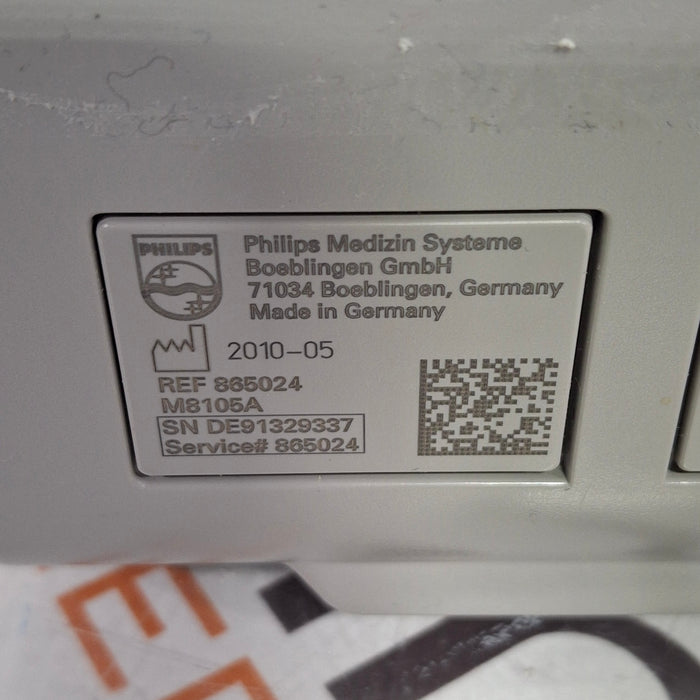 PHILIPS
Philips Medizin Systeme
Boeblingen GmbH
71034 Boeblingen, Germany
Made in Germany
2010-05
REF 865024
M8105A
SN DE91329337
Service# 865024